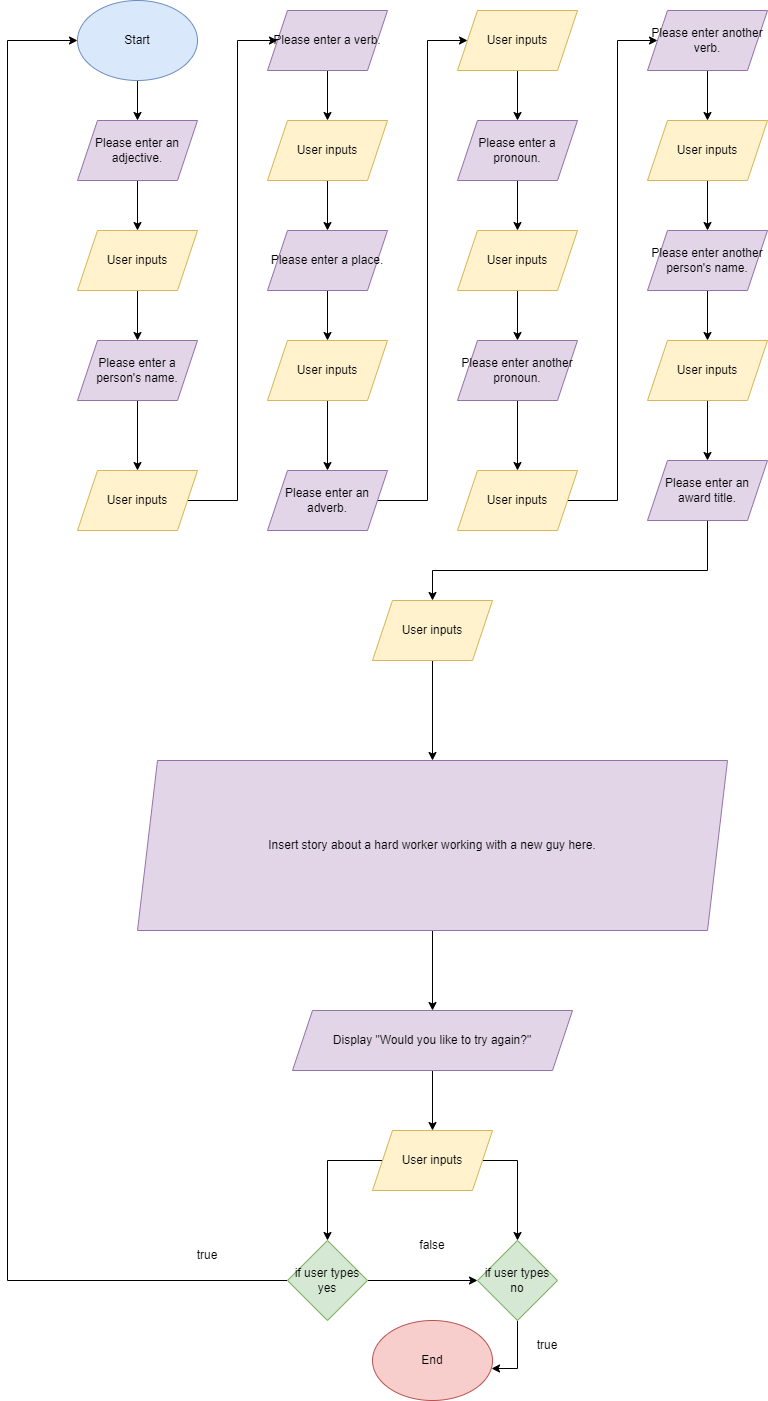 Start
Please enter an
adjective.
User inputs
Please enter a
person's name.
User inputs
Please enter a verb.
User inputs
Please enter a place.
User inputs
Please enter an
adverb.
User inputs
Please enter a
pronoun.
User inputs
Please enter another
pronoun.
User inputs
Please enter another
verb.
User inputs
Please enter another
person's name.
User inputs
Please enter an
award title.
User inputs
Insert story about a hard worker working with a new guy here.
Display "Would you like to try again?"
User inputs
true
if user types
yes
false
if user types
no
true
End